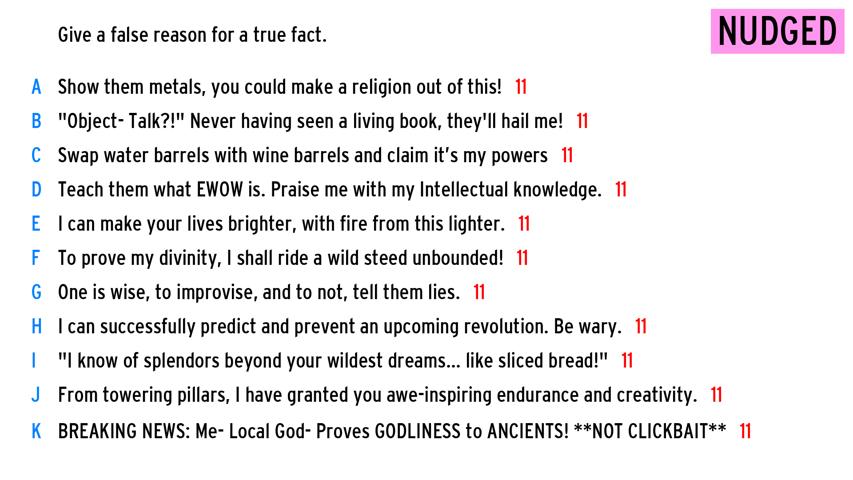 Give a false reason for a true fact.
NUDGED
A Show them metals, you could make a religion out of this! 11
B "Object- Talk?!" Never having seen a living book, they'll hail me! 11
C Swap water barrels with wine barrels and claim it's my powers 11
D Teach them what EWOW is. Praise me with my Intellectual knowledge. 11
E I can make your lives brighter, with fire from this lighter. 11
F To prove my divinity, I shall ride a wild steed unbounded! 11
G One is wise, to improvise, and to not, tell them lies. 11
H I can successfully predict and prevent an upcoming revolution. Be wary. 11
I "I know of splendors beyond your wildest dreams... like sliced bread!" 11
J From towering pillars, I have granted you awe-inspiring endurance and creativity. 11
K BREAKING NEWS: Me- Local God- Proves GODLINESS to ANCIENTS! **NOT CLICKBAIT** 11